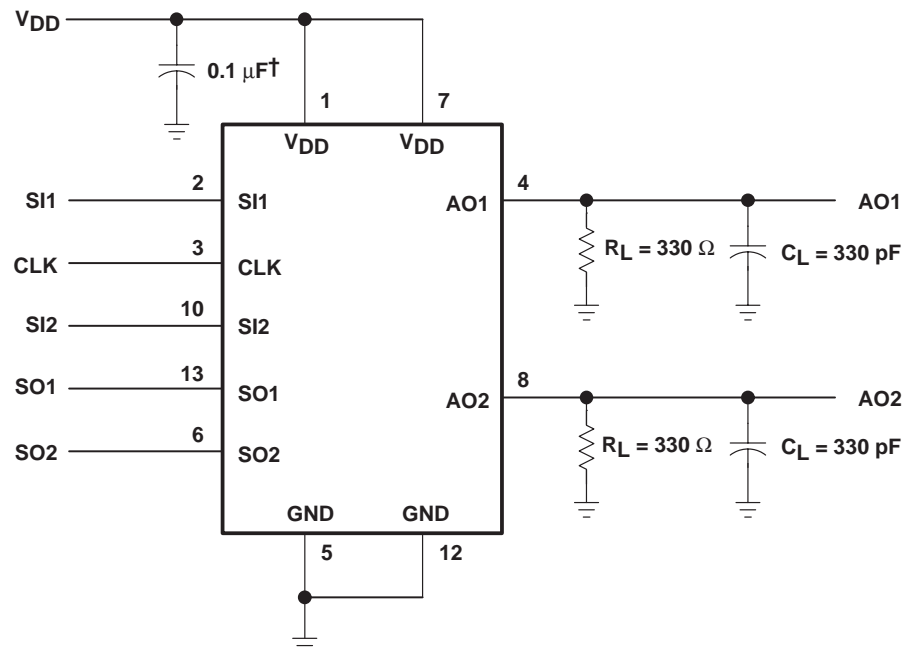 VDD
0.1 μF†
1
7
VDD
VDD
SI1
2
SI1
CLK
3
CLK
SI2
10
SI2
SO1
13
SO1
SO2
6
SO2
AO1
4
AO1
RL = 330 Ω
CL = 330 pF
AO2
8
AO2
RL = 330 Ω
CL = 330 pF
GND
GND
5
12